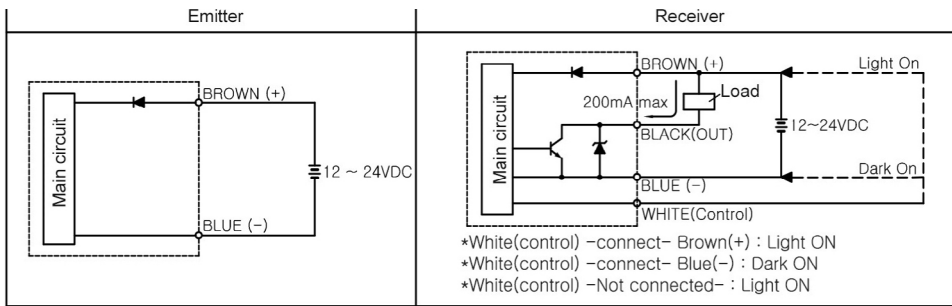 Emitter
Main circuit
BROWN (+)
12 ~ 24VDC
BLUE (-)
Receiver
Main circuit
BROWN (+)
Light On
200mA max
Load
BLACK(OUT)
12~24VDC
Dark On
BLUE (-)
WHITE(Control)
*White(control) -connect- Brown(+) : Light ON
*White(control) -connect- Blue(-) : Dark ON
*White(control) -Not connected- : Light ON